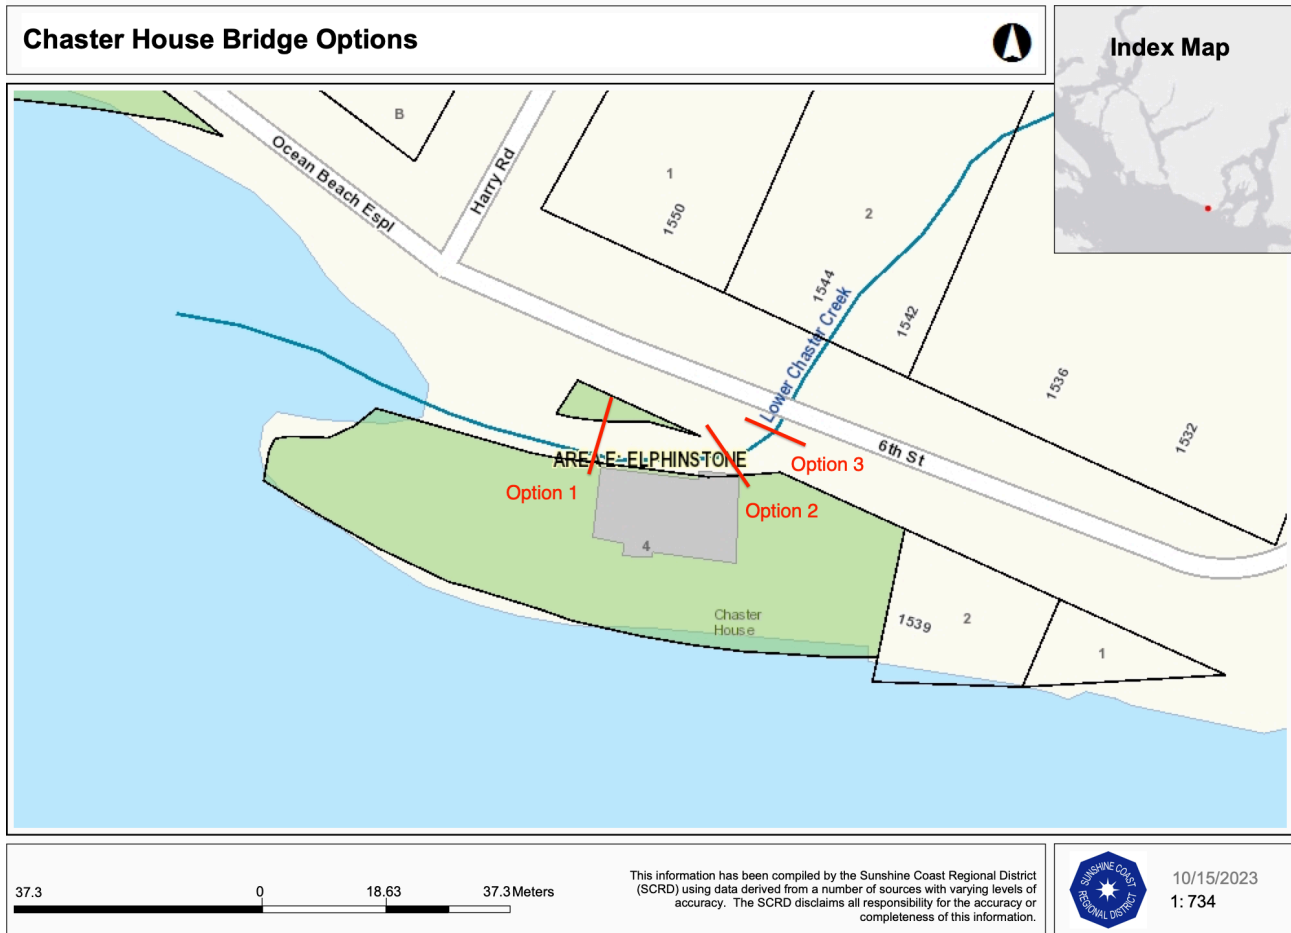 Chaster House Bridge Options
Index Map
B
Ocean Beach Espl
Harry Rd
1
1550
2
1544
Lower Chaster Creek
1542
1536
1532
6th St
AREA E: ELPHINSTONE
Option 1
Option 2
Option 3
4
Chaster
House
1539
2
1
37.3
0
18.63
37.3 Meters
This information has been compiled by the Sunshine Coast Regional District
(SCRD) using data derived from a number of sources with varying levels of
accuracy. The SCRD disclaims all responsibility for the accuracy or
completeness of this information.
SUNSHINE COAST
REGIONAL DISTRICT
10/15/2023
1: 734